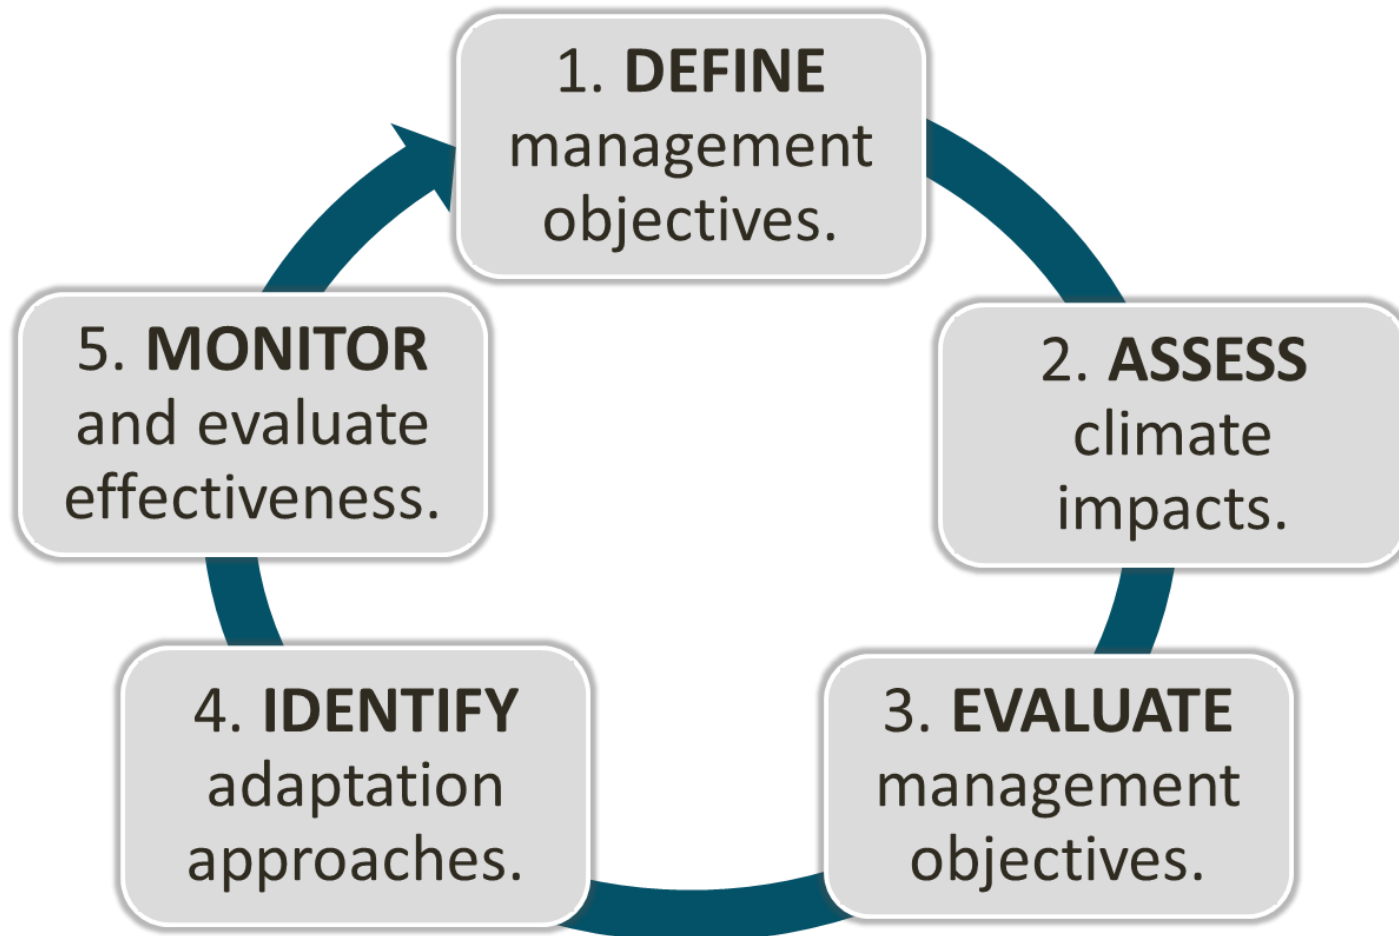 1. DEFINE
management
objectives.
2. ASSESS
climate
impacts.
3. EVALUATE
management
objectives.
4. IDENTIFY
adaptation
approaches.
5. MONITOR
and evaluate
effectiveness.